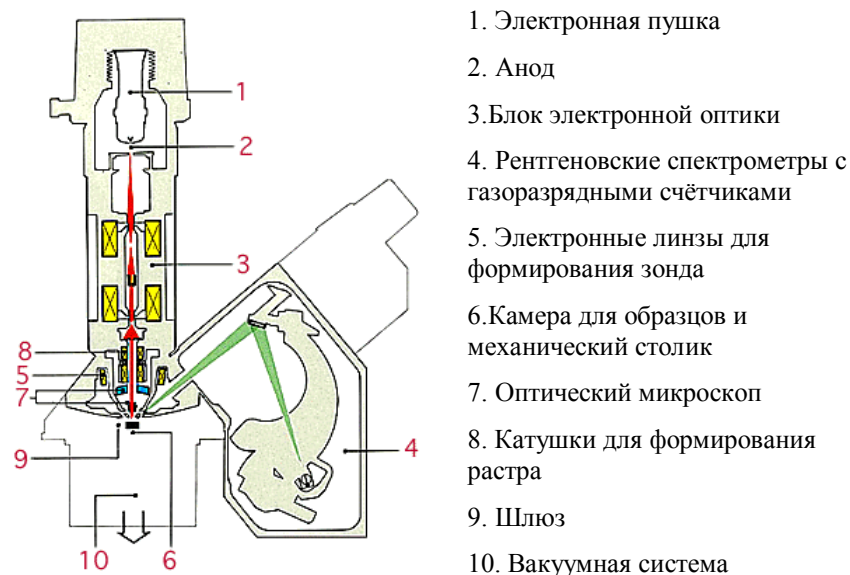 1
2
3
8
5
7
9
4
10
6
1. Электронная пушка
2. Анод
3.Блок электронной оптики
4. Рентгеновские спектрометры с
газоразрядными счётчиками
5. Электронные линзы для
формирования зонда
6.Камера для образцов и
механический столик
7. Оптический микроскоп
8. Катушки для формирования
растра
9. Шлюз
10. Вакуумная система